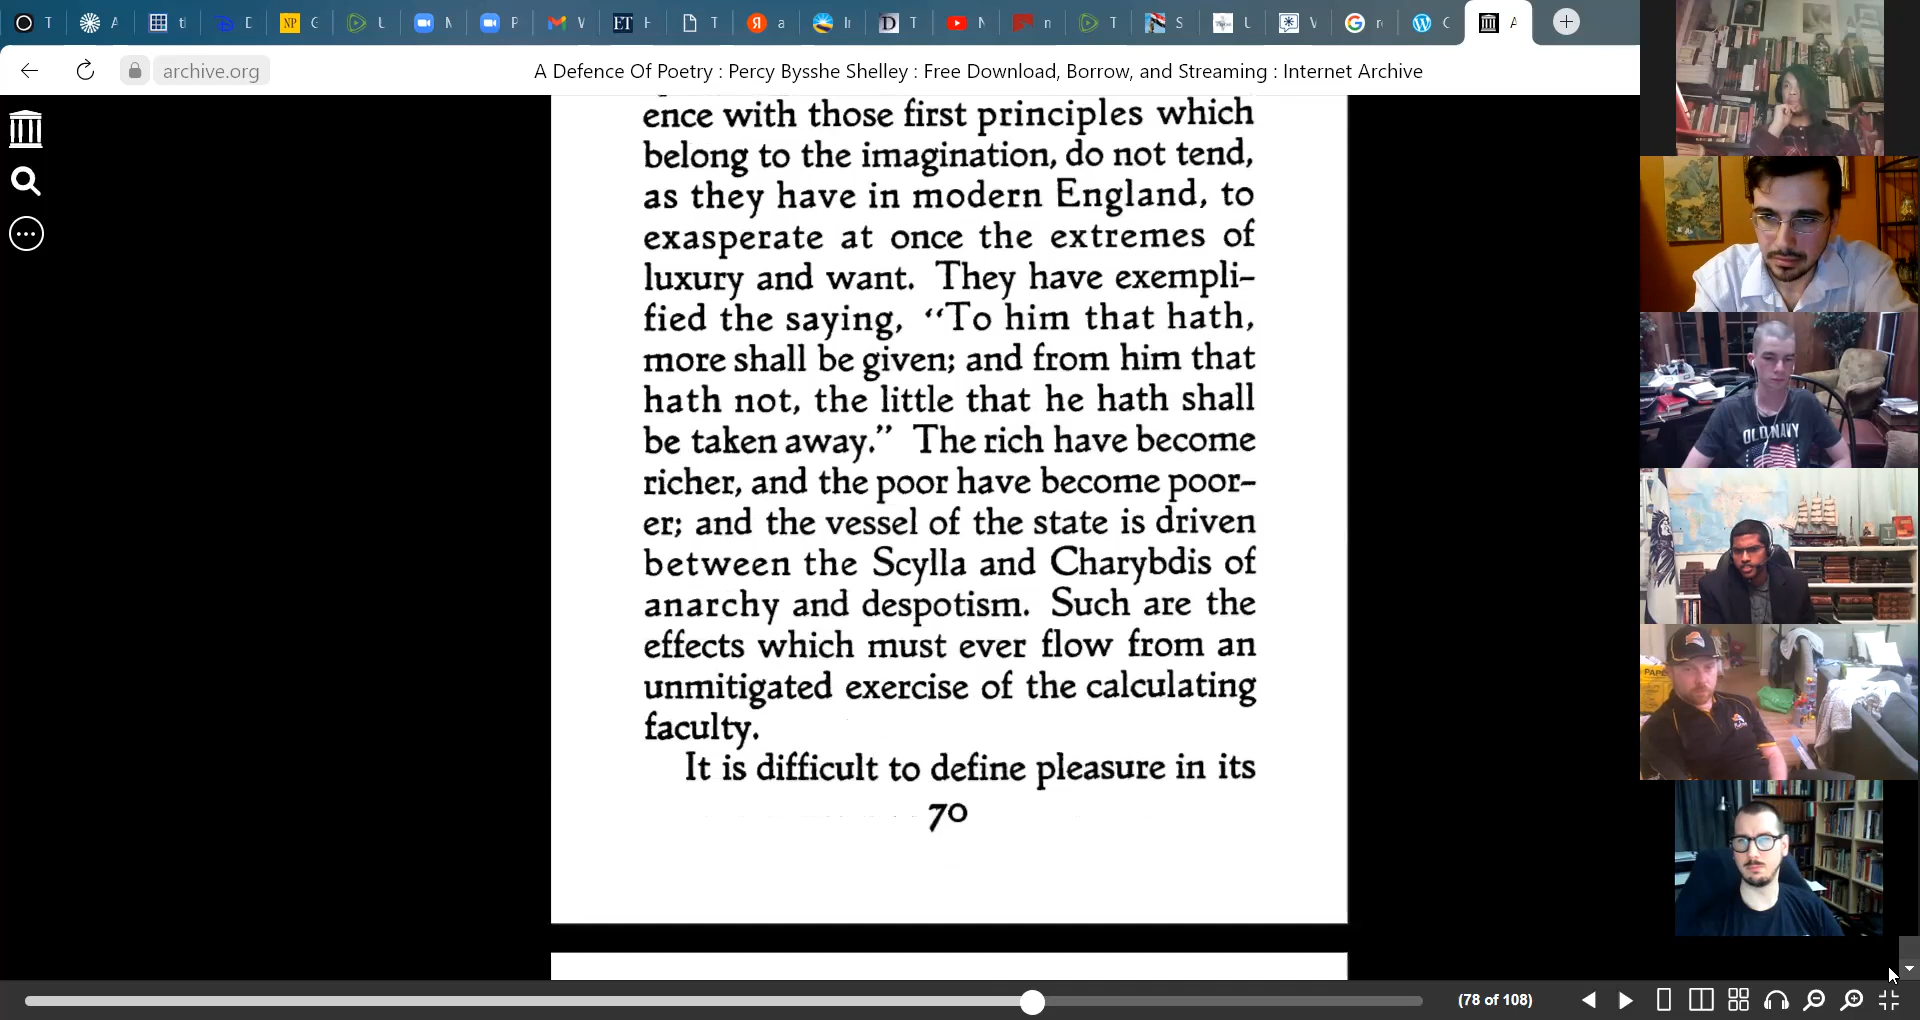 T
A
tl
D
NP
C
U
M
P
V
FT
H
T
Я
a
Iı
D
T
N
n
T
S
U
V
G
r
C
A
archive.org
A Defence Of Poetry : Percy Bysshe Shelley : Free Download, Borrow, and Streaming : Internet Archive
ence with those first principles which
belong to the imagination, do not tend,
as they have in modern England, to
exasperate at once the extremes of
luxury and want. They have exempli-
fied the saying, “To him that hath,
more shall be given; and from him that
hath not, the little that he hath shall
be taken away.” The rich have become
richer, and the poor have become poor-
er; and the vessel of the state is driven
between the Scylla and Charybdis of
anarchy and despotism. Such are the
effects which must ever flow from an
unmitigated exercise of the calculating
faculty.
It is difficult to define pleasure in its
70
(78 of 108)
OLD NAVY